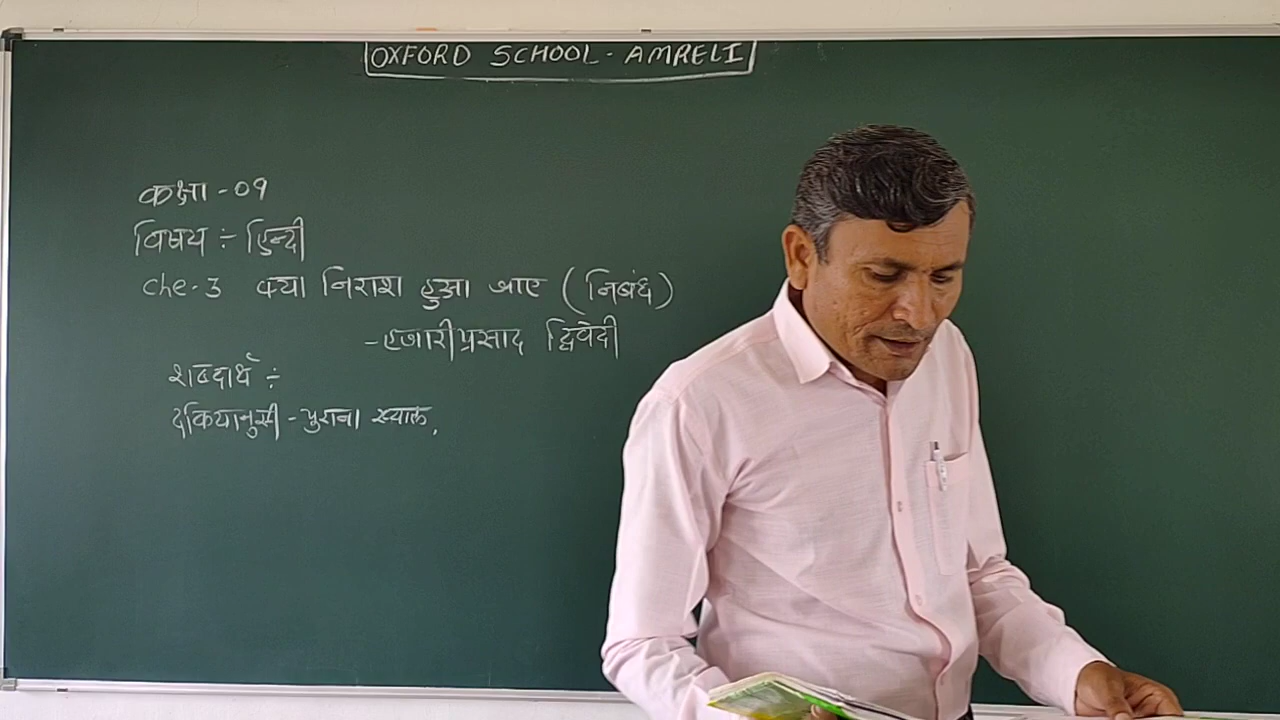 OXFORD SCHOOL - AMRELI
कक्षा - 09
विषय ÷ हिन्दी
che. 3 क्या निराश हुआ जाए ( निबंध )
- हजारीप्रसाद द्विवेदी
शब्दार्थ ÷
दकियानुसी - पुराना ख्याल.